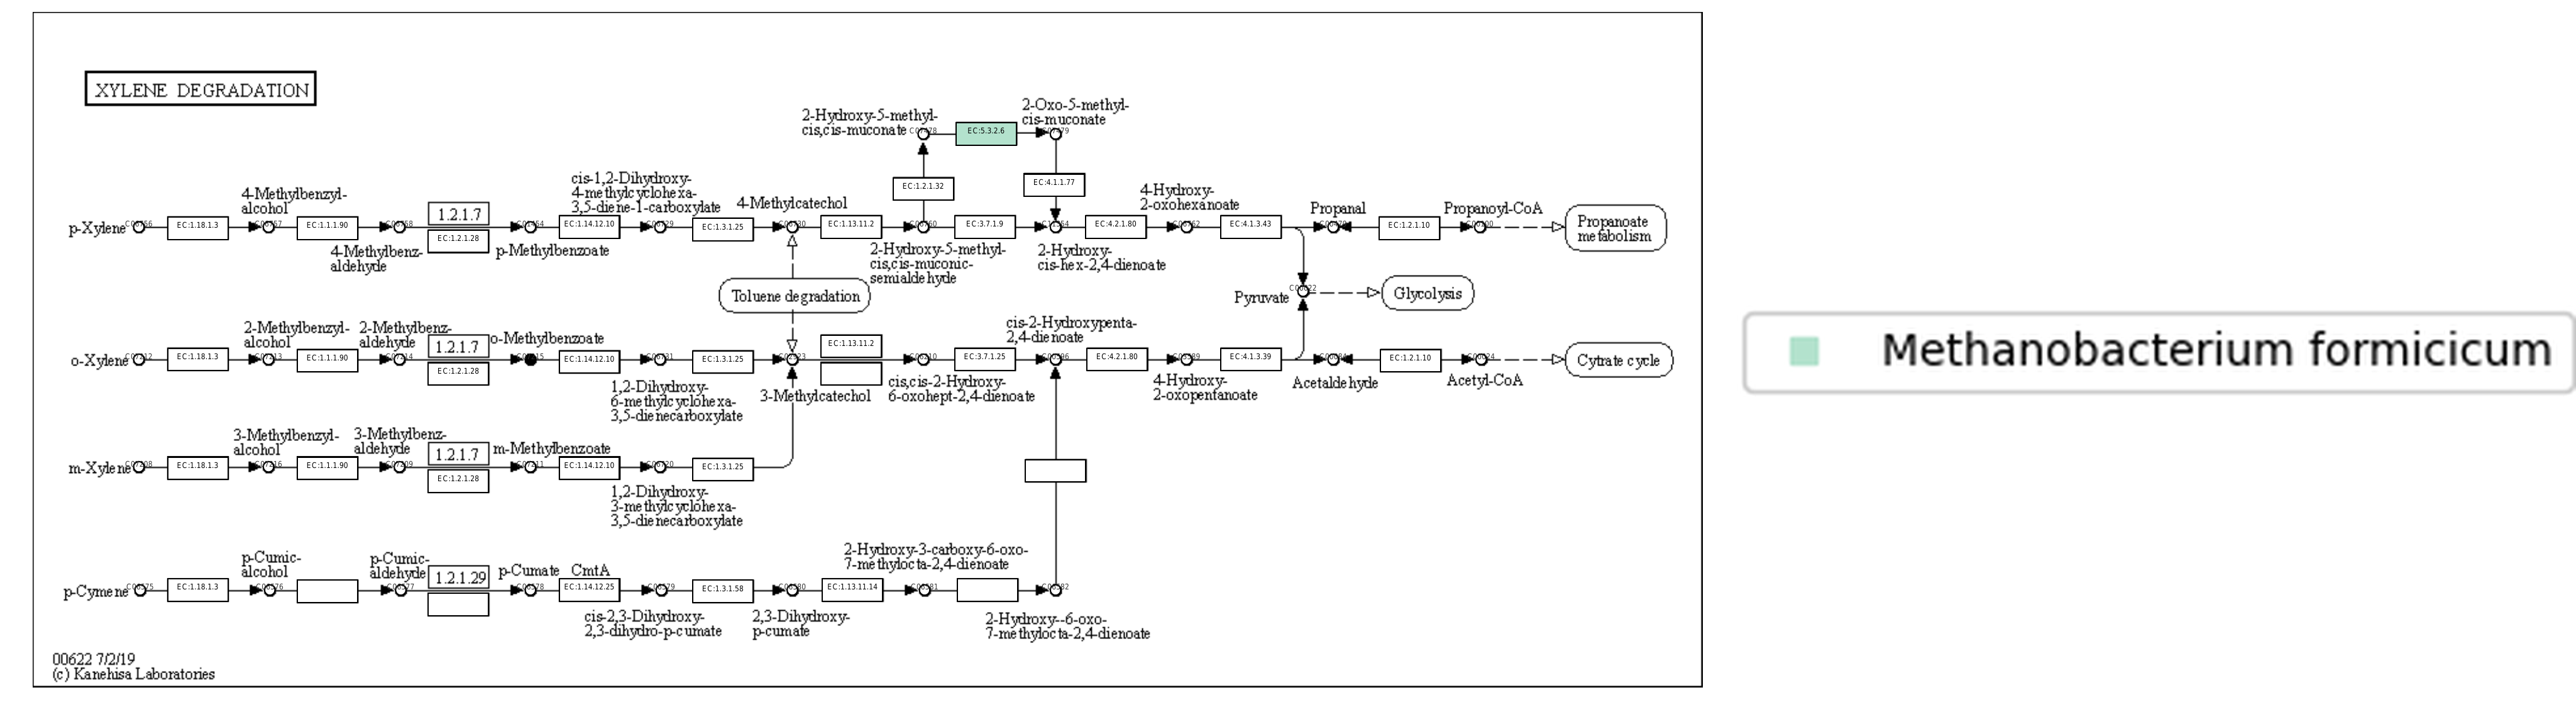 XYLENE DEGRADATION
2-Hydroxy-5-methyl-
cis,cis-muconate
EC:5.3.2.6
2-Oxo-5-methyl-
cis-muconate
EC:1.2.1.32
EC:4.1.1.77
p-Xylene
EC:1.18.1.3
4-Methylbenzyl-
alcohol
EC:1.1.1.90
4-Methylbenz-
aldehyde
1.2.1.7
EC:1.2.1.28
p-Methylbenzoate
cis-1,2-Dihydroxy-
4-methylcyclohexa-
3,5-diene-1-carboxylate
EC:1.14.12.10
EC:1.3.1.25
4-Methylcatechol
EC:1.13.11.2
2-Hydroxy-5-methyl-
cis,cis-muconic-
semialdehyde
EC:3.7.1.9
2-Hydroxy-
cis-hex-2,4-dienoate
EC:4.2.1.80
4-Hydroxy-
2-oxohexanoate
EC:4.1.3.43
Propanal
EC:1.2.1.10
Propanoyl-CoA
Propanoate
metabolism
Toluene degradation
Pyruvate
Glycolysis
o-Xylene
EC:1.18.1.3
2-Methylbenzyl-
alcohol
EC:1.1.1.90
2-Methylbenz-
aldehyde
1.2.1.7
EC:1.2.1.28
o-Methylbenzoate
EC:1.14.12.10
1,2-Dihydroxy-
6-methylcyclohexa-
3,5-dienecarboxylate
EC:1.3.1.25
3-Methylcatechol
EC:1.13.11.2
cis,cis-2-Hydroxy-
6-oxohept-2,4-dienoate
EC:3.7.1.25
cis-2-Hydroxypenta-
2,4-dienoate
EC:4.2.1.80
4-Hydroxy-
2-oxopentanoate
EC:4.1.3.39
Acetaldehyde
EC:1.2.1.10
Acetyl-CoA
Cytrate cycle
m-Xylene
EC:1.18.1.3
3-Methylbenzyl-
alcohol
EC:1.1.1.90
3-Methylbenz-
aldehyde
1.2.1.7
EC:1.2.1.28
m-Methylbenzoate
EC:1.14.12.10
1,2-Dihydroxy-
3-methylcyclohexa-
3,5-dienecarboxylate
EC:1.3.1.25
p-Cymene
EC:1.18.1.3
p-Cumic-
alcohol
p-Cumic-
aldehyde
1.2.1.29
p-Cumate
CmtA
EC:1.14.12.25
cis-2,3-Dihydroxy-
2,3-dihydro-p-cumate
EC:1.3.1.58
2,3-Dihydroxy-
p-cumate
EC:1.13.11.14
2-Hydroxy-3-carboxy-6-oxo-
7-methylocta-2,4-dienoate
2-Hydroxy--6-oxo-
7-methylocta-2,4-dienoate
00622 7/2/19
(c) Kanehisa Laboratories
Methanobacterium formicicum